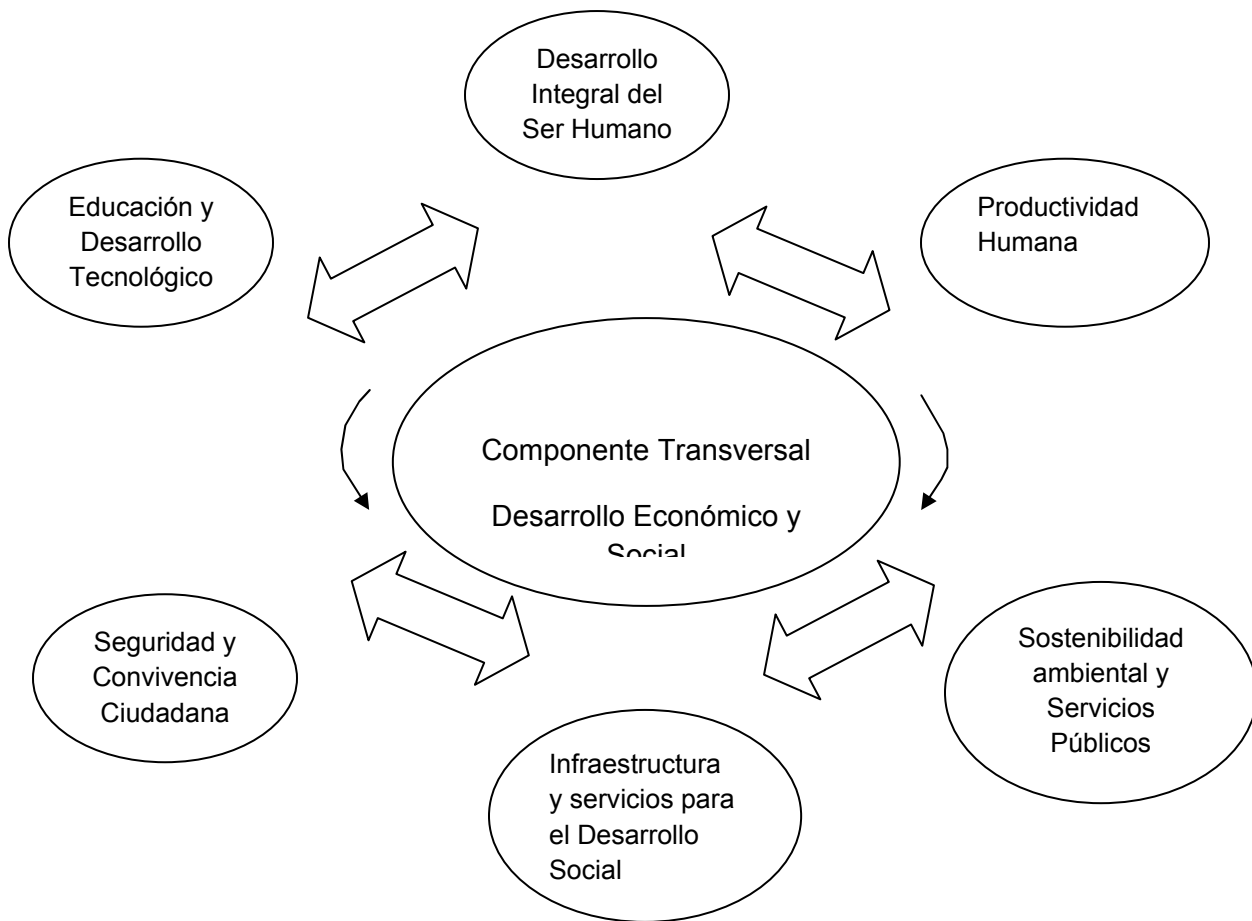 Desarrollo
Integral del
Ser Humano
Educación y
Desarrollo
Tecnológico
Productividad
Humana
Componente Transversal
Desarrollo Económico y
Social
Seguridad y
Convivencia
Ciudadana
Sostenibilidad
ambiental y
Servicios
Públicos
Infraestructura
y servicios para
el Desarrollo
Social